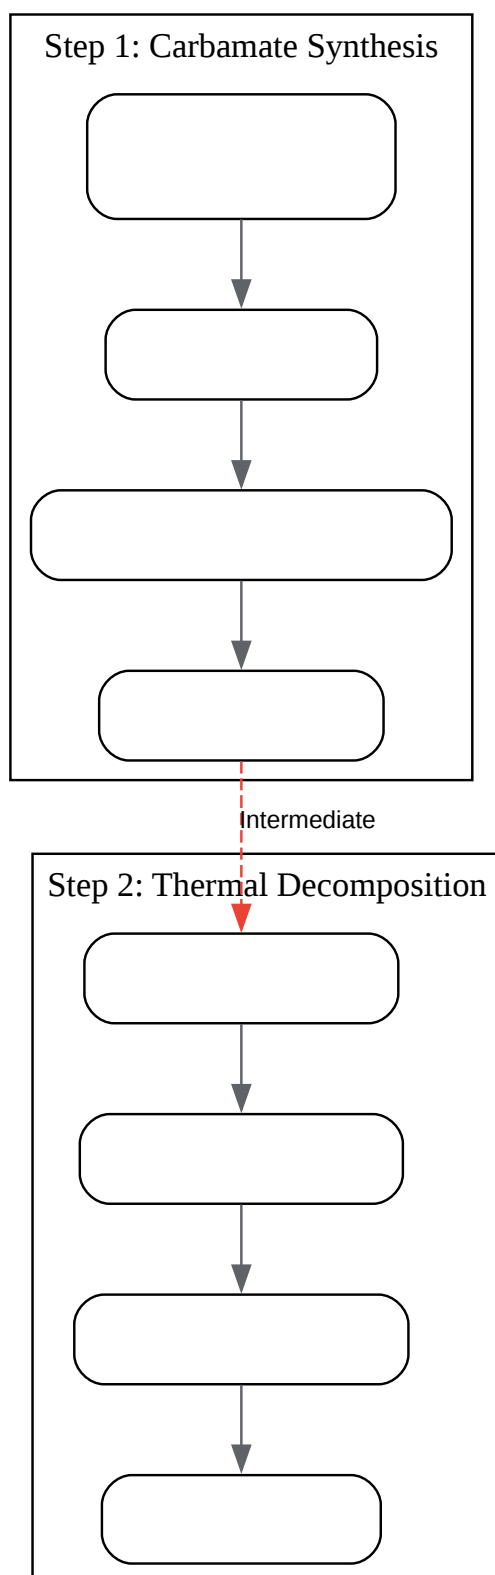 Step 1: Carbamate Synthesis
Intermediate
Step 2: Thermal Decomposition